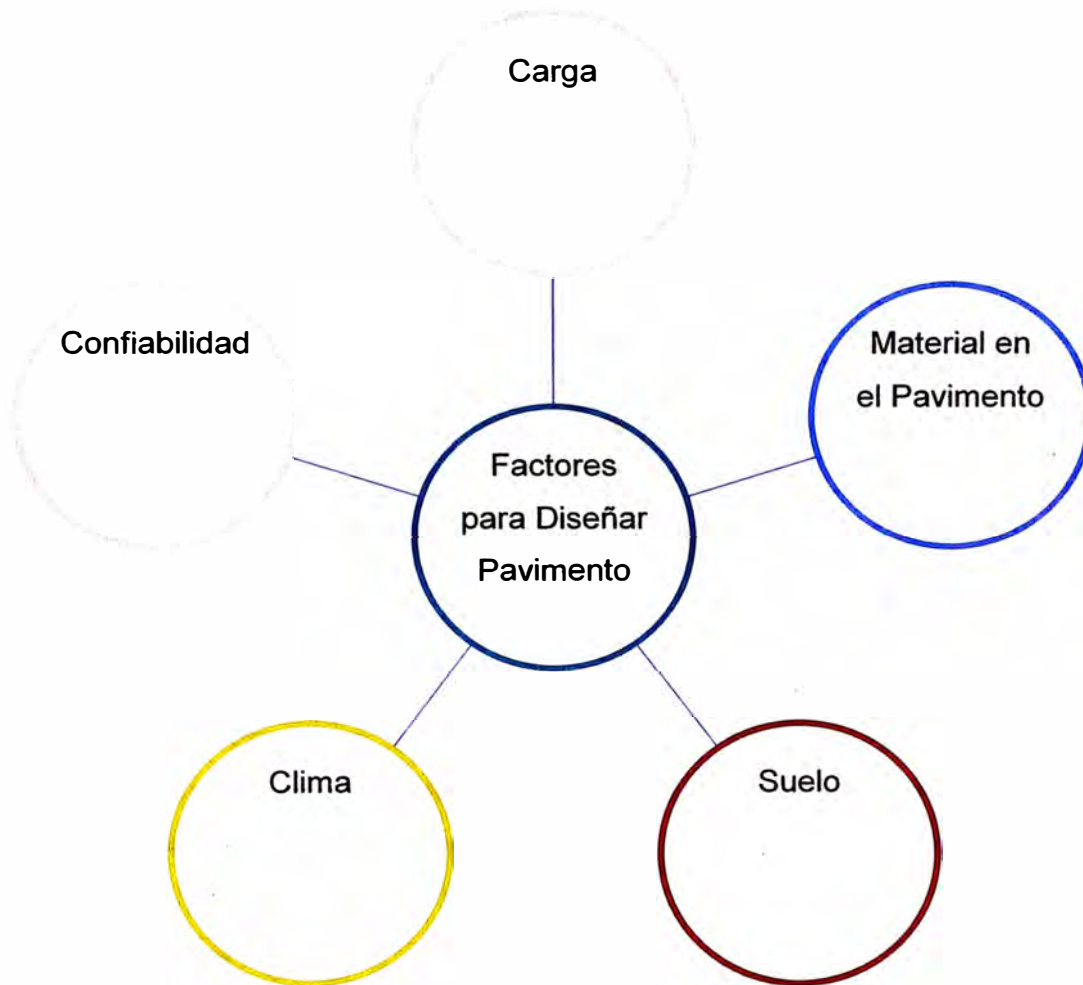 Carga
Confiabilidad
Material en
el Pavimento
Factores
para Diseñar
Pavimento
Clima
Suelo